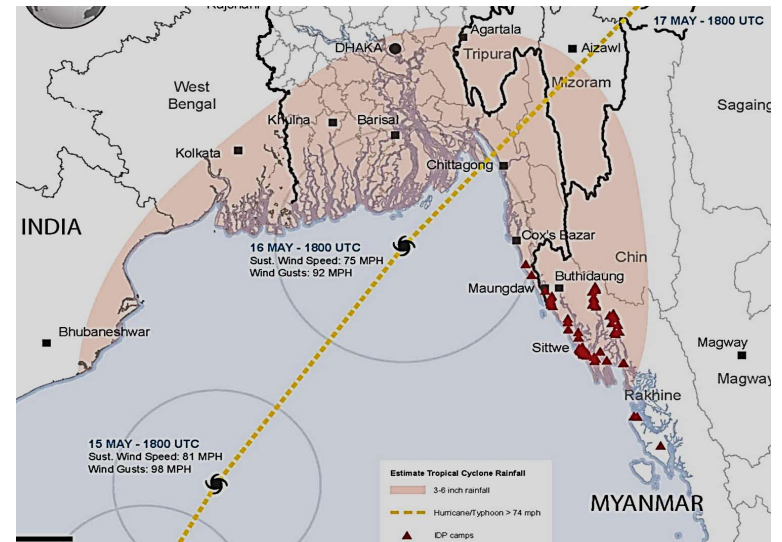 17 MAY - 1800 UTC
Agartala
DHAKA
Tripura
Aizawl
Mizoram
West
Bengal
Sagaing
Khulna
Barisal
Kolkata
Chittagong
INDIA
16 MAY - 1800 UTC
Sust. Wind Speed: 75 MPH
Wind Gusts: 92 MPH
Cox's Bazar
Chin
Buthidaung
Maungdaw
Bhubaneshwar
Sittwe
Magway
Magway
Rakhine
15 MAY - 1800 UTC
Sust. Wind Speed: 81 MPH
Wind Gusts: 98 MPH
Estimate Tropical Cyclone Rainfall
3-6 inch rainfall
Hurricane/Typhoon > 74 mph
IDP camps
MYANMAR